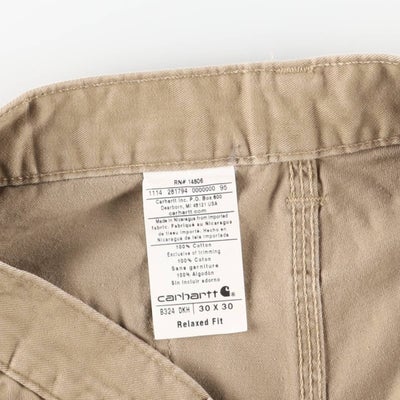 RN# 14806
1114 281794 0000000 95
Carhartt Inc. P.O. Box 600
Dearborn, MI 48121 USA
carhartt.com
Made in Nicaragua from imported
fabric. Fabriqué au Nicaragua
de tissu importé. Hecho en
Nicaragua de tela importada
100% Cotton
Exclusive of trimming
100% Cotton
Sans garniture
100% Algodón
Sin incluir adorno
carhartt
B324 DKH 30 X 30
Relaxed Fit